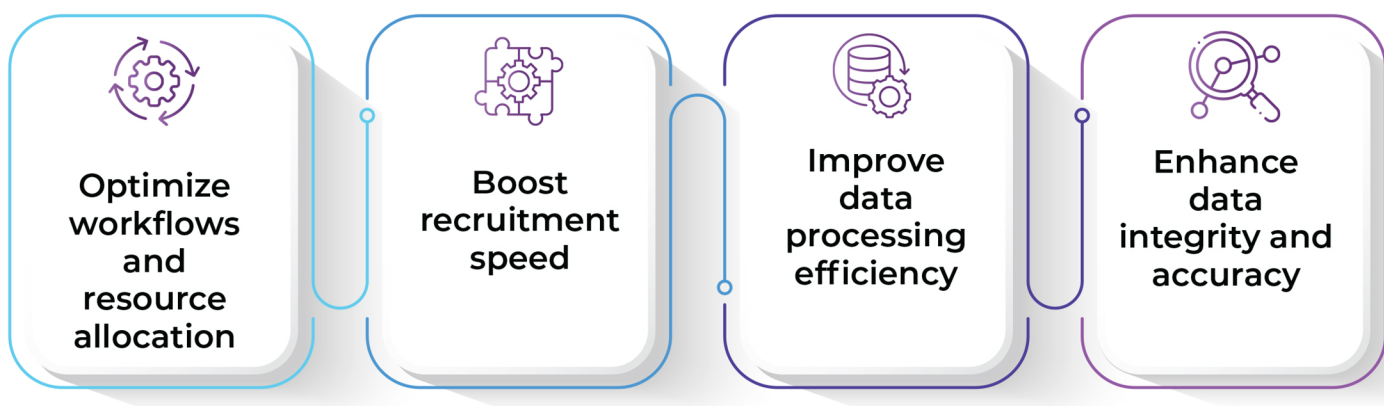 Optimize
workflows
and
resource
allocation
Boost
recruitment
speed
Improve
data
processing
efficiency
Enhance
data
integrity and
accuracy